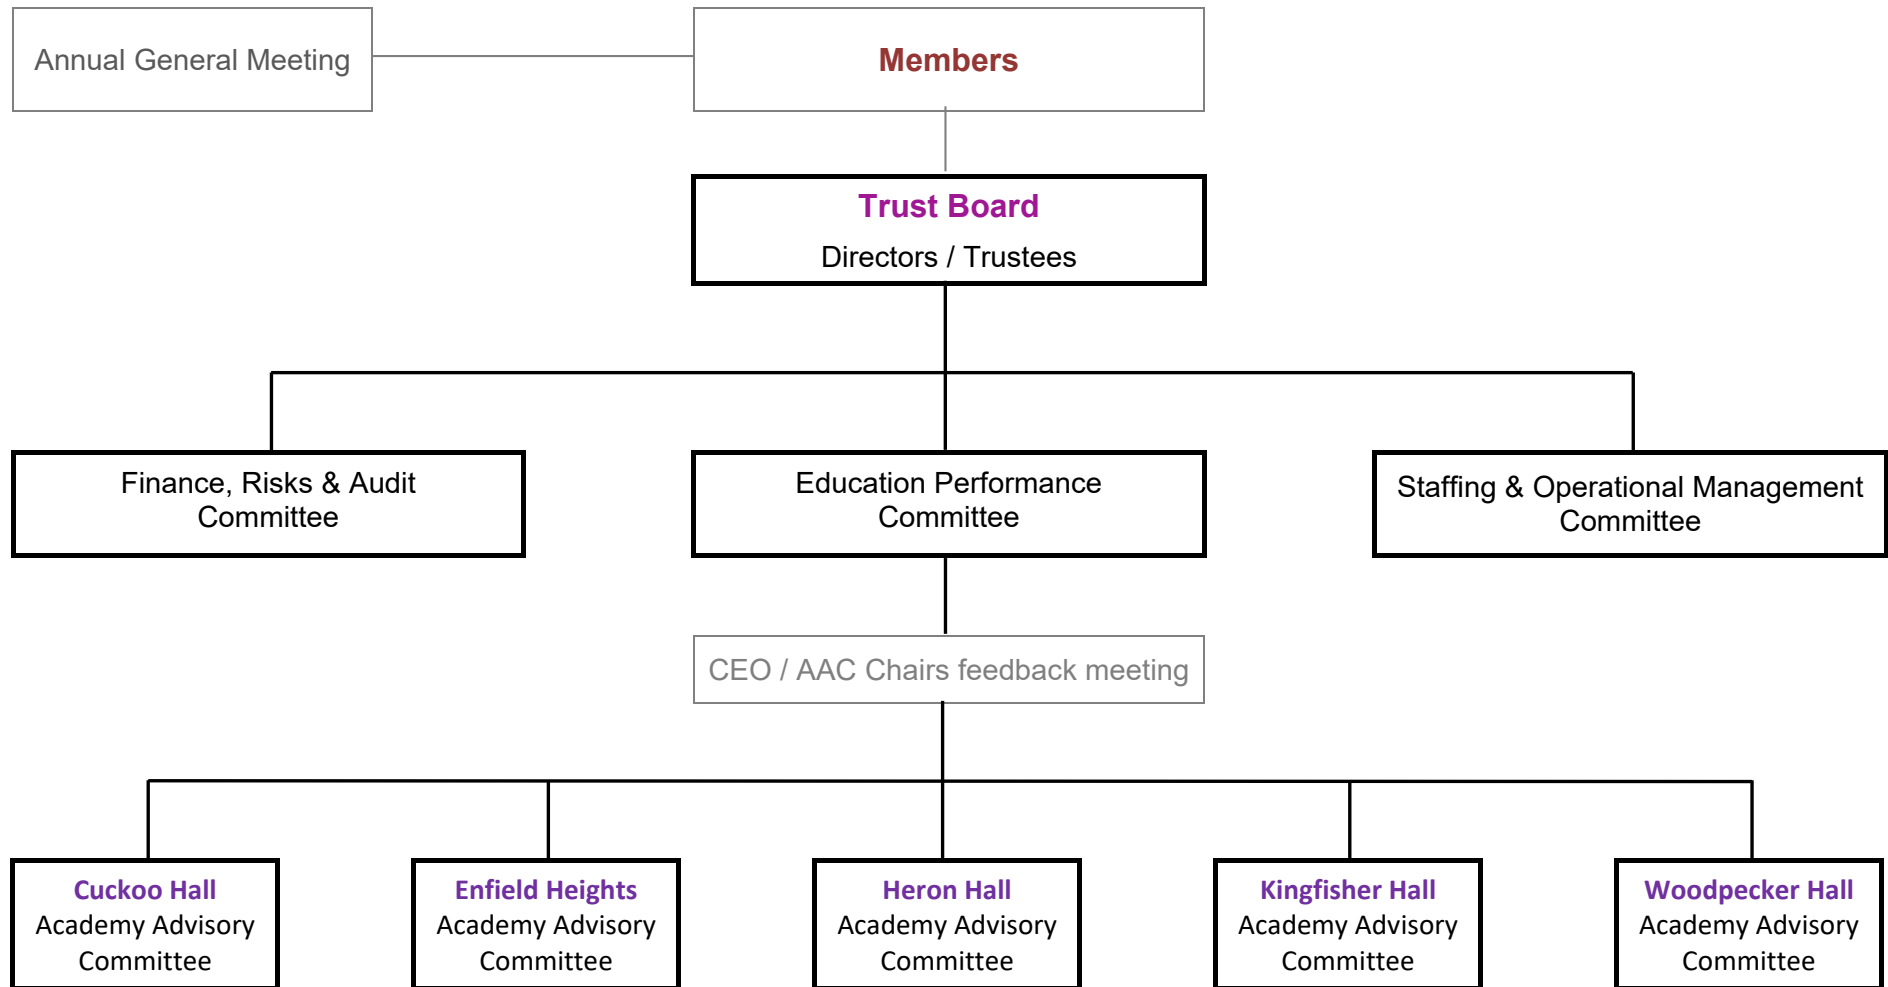 Annual General Meeting
Members
Trust Board
Directors / Trustees
Finance, Risks & Audit
Committee
Education Performance
Committee
Staffing & Operational Management
Committee
CEO / AAC Chairs feedback meeting
Cuckoo Hall
Academy Advisory
Committee
Enfield Heights
Academy Advisory
Committee
Heron Hall
Academy Advisory
Committee
Kingfisher Hall
Academy Advisory
Committee
Woodpecker Hall
Academy Advisory
Committee